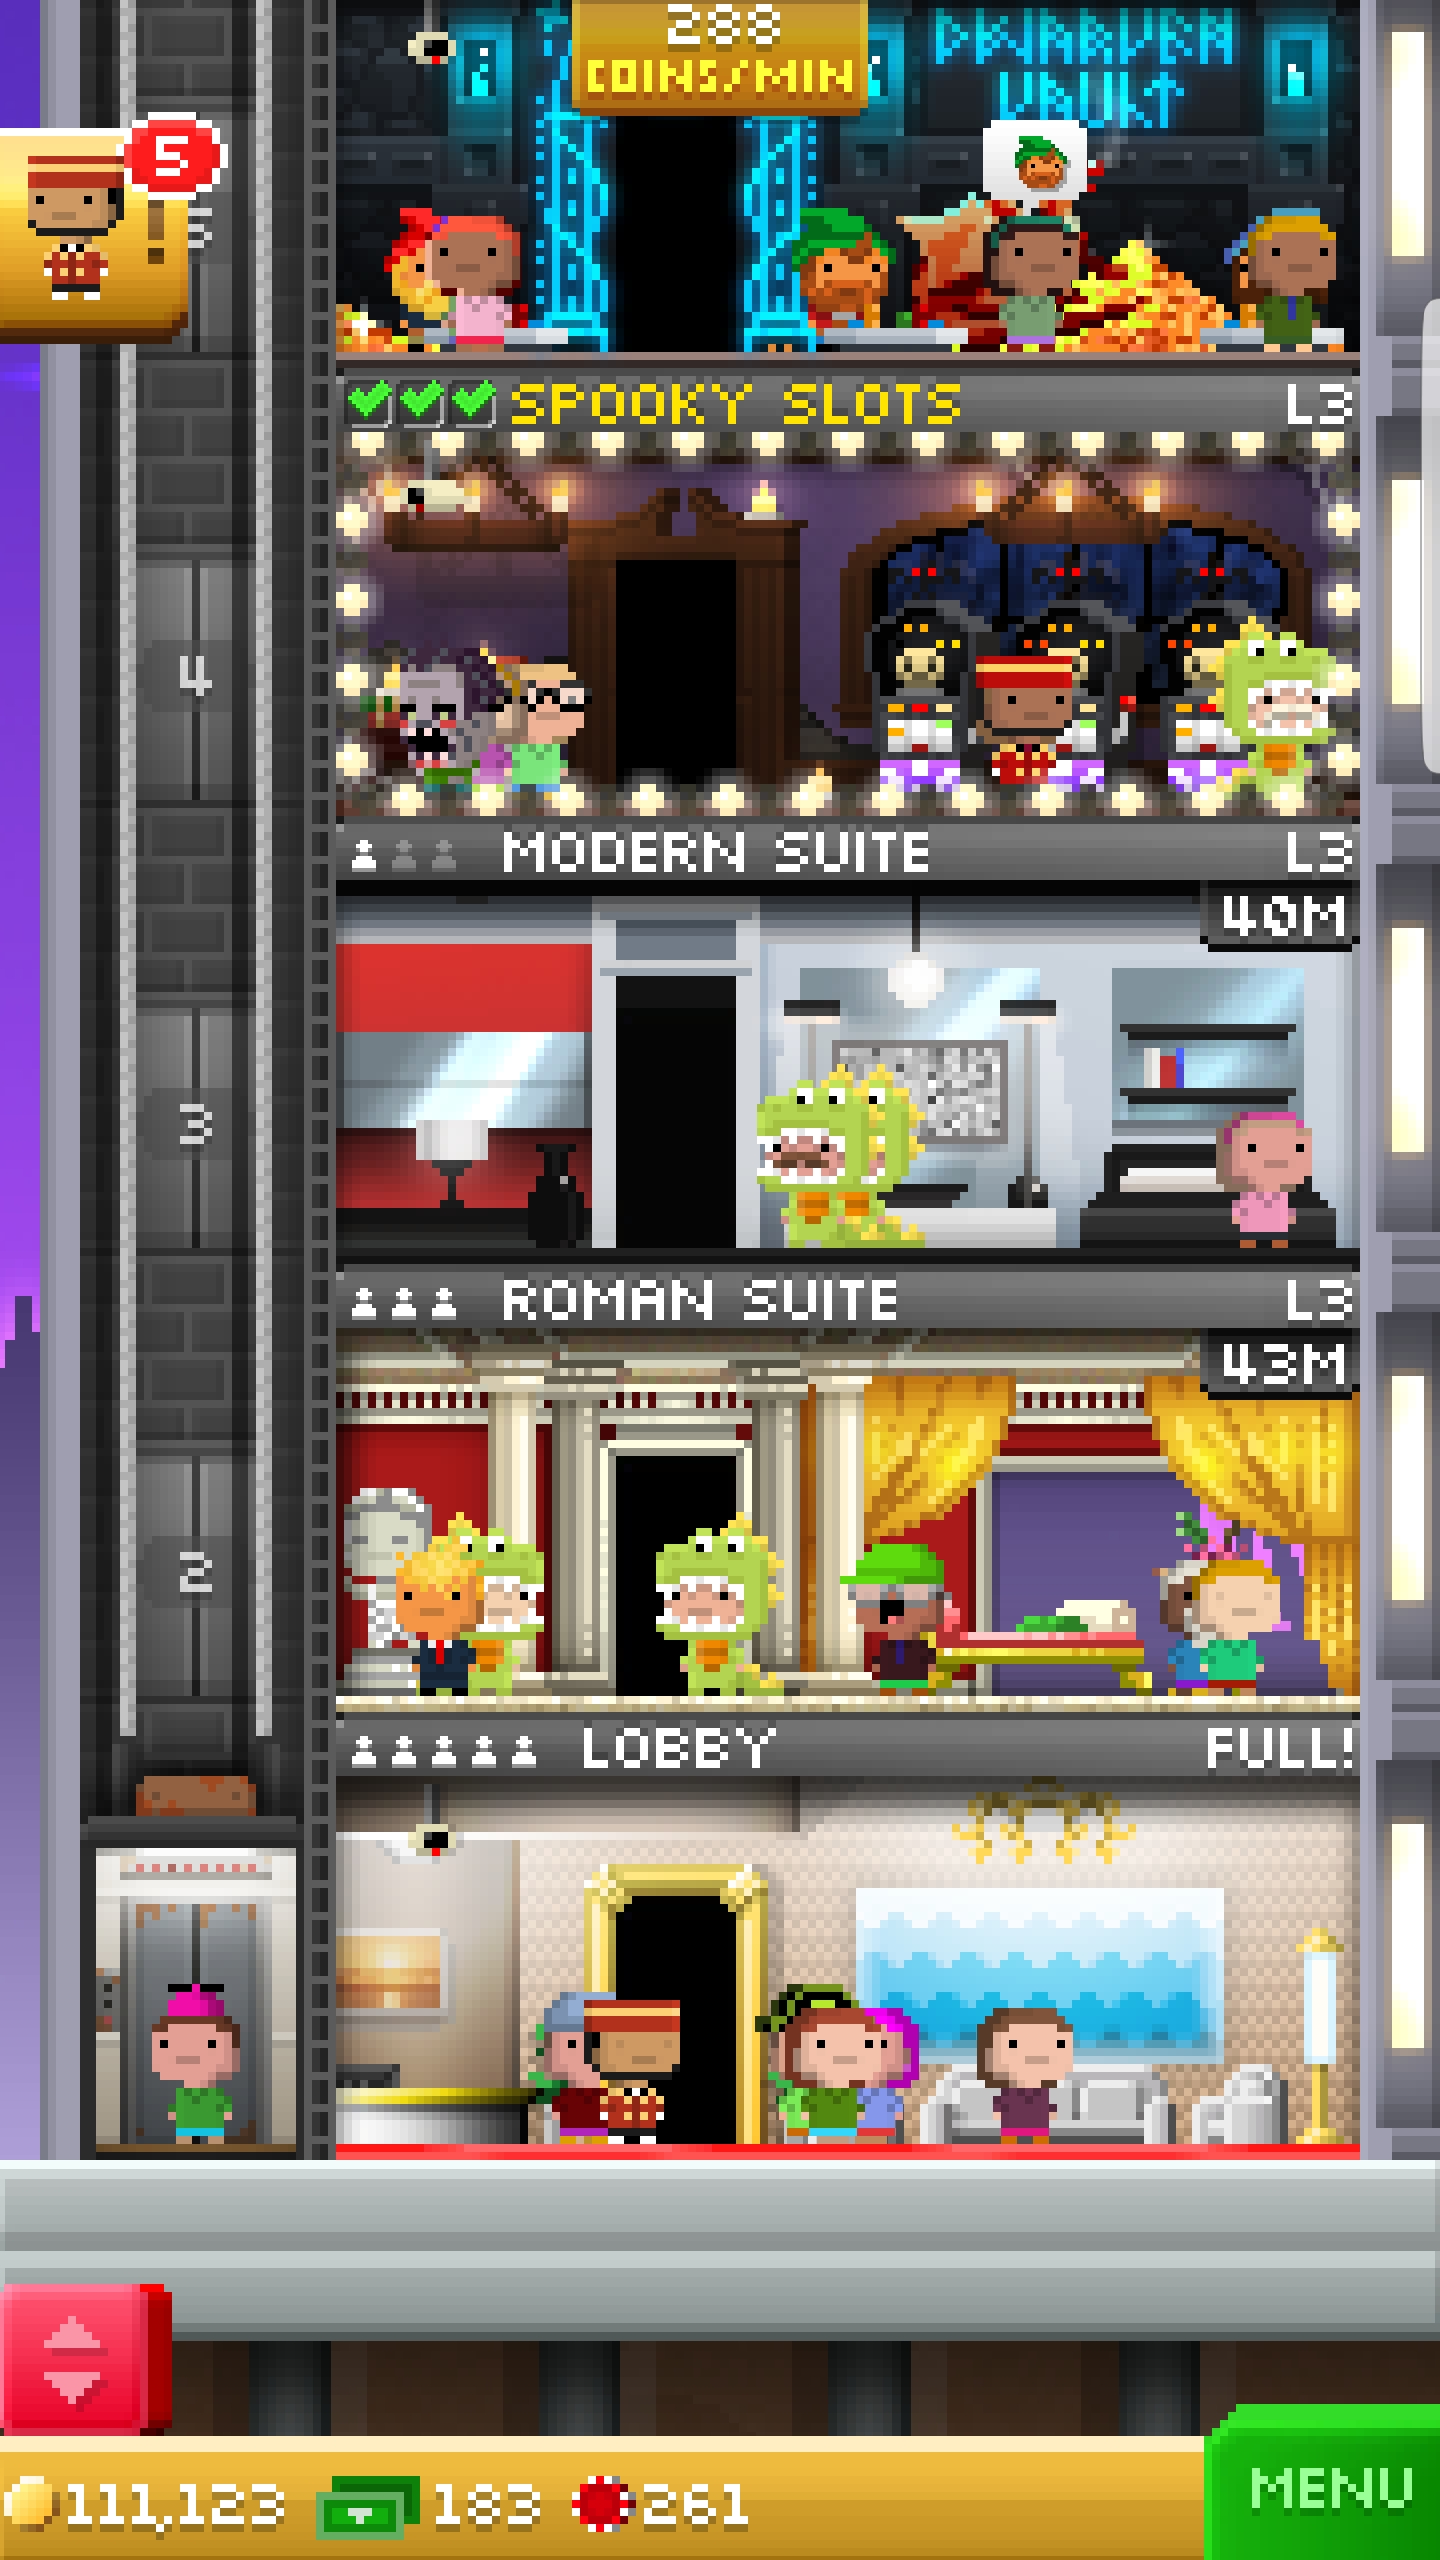 288
COINS/MIN
DWARVEN
VAULT
5
5
SPOOKY SLOTS L3
4
MODERN SUITE L3
40M
3
ROMAN SUITE L3
43M
2
LOBBY FULL!
111,123 183 261
MENU